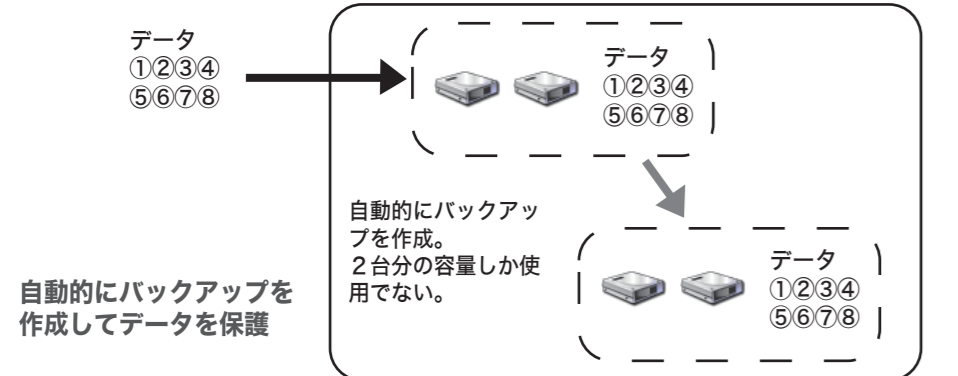 データ
①②③④
⑤⑥⑦⑧
データ
①②③④
⑤⑥⑦⑧
自動的にバックアッ
プを作成。
２台分の容量しか使
用でない。
データ
①②③④
⑤⑥⑦⑧
自動的にバックアップを
作成してデータを保護